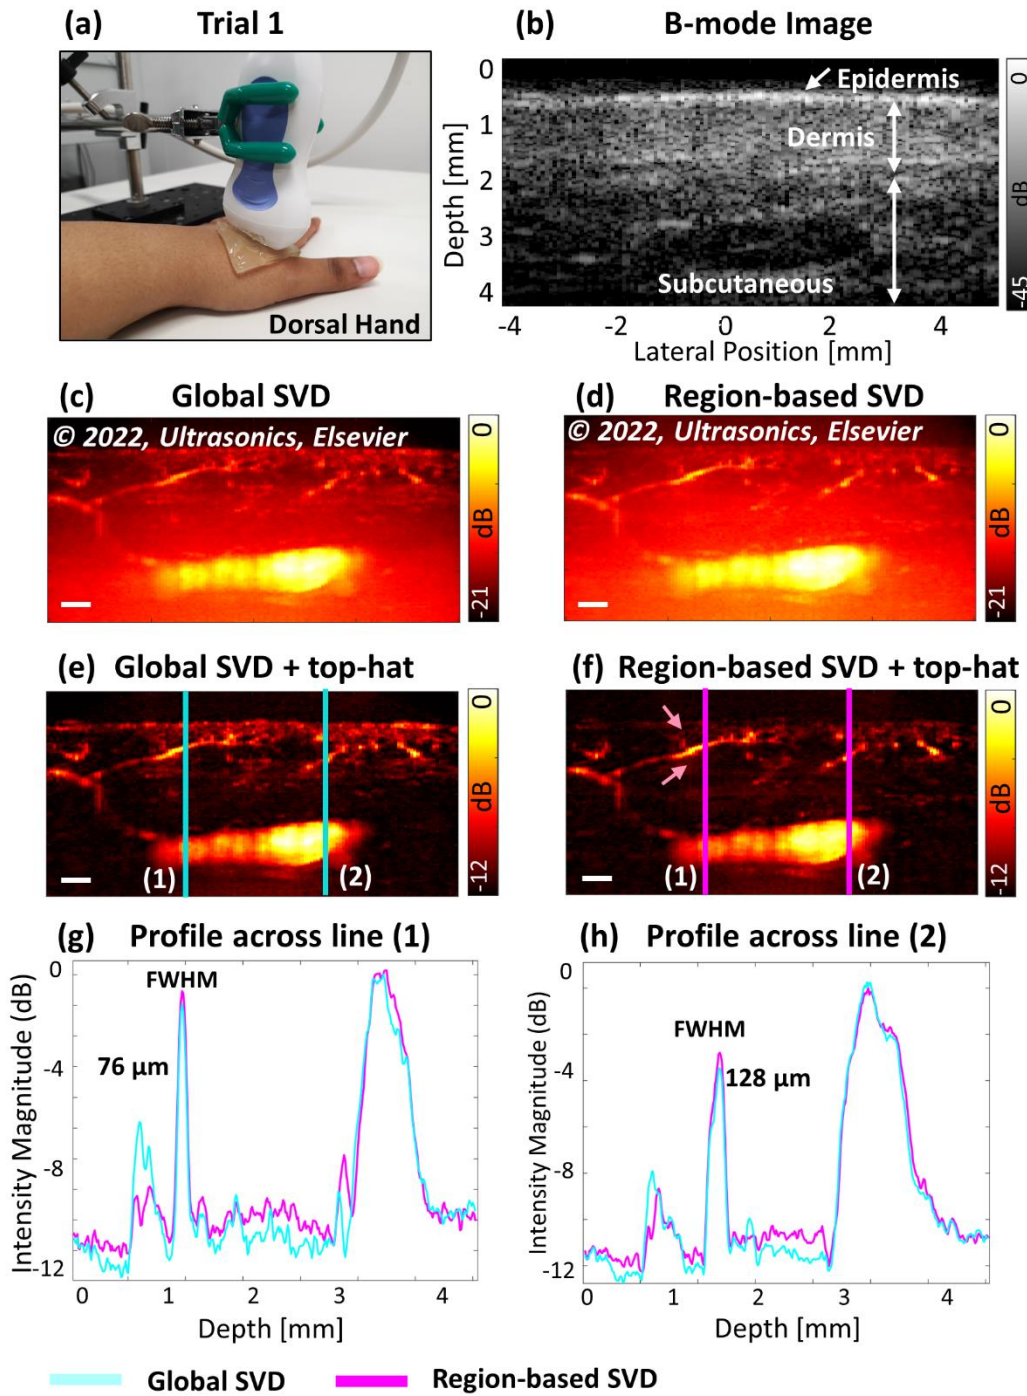 (a) Trial 1
Dorsal Hand
(b) B-mode Image
0
1
2
3
4
Depth [mm]
Epidermis
Dermis
Subcutaneous
-4 -2 0 2 4
Lateral Position [mm]
0
dB
-45
(c) Global SVD
© 2022, Ultrasonics, Elsevier
0
dB
-21
(d) Region-based SVD
© 2022, Ultrasonics, Elsevier
0
dB
-21
(e) Global SVD + top-hat
(1) (2)
0
dB
-12
(f) Region-based SVD + top-hat
(1) (2)
0
dB
-12
(g) Profile across line (1)
0
-4
-8
-12
Intensity Magnitude (dB)
FWHM
76 µm
0 1 2 3 4
Depth [mm]
(h) Profile across line (2)
0
-4
-8
-12
Intensity Magnitude (dB)
FWHM
128 µm
0 1 2 3 4
Depth [mm]
Global SVD Region-based SVD